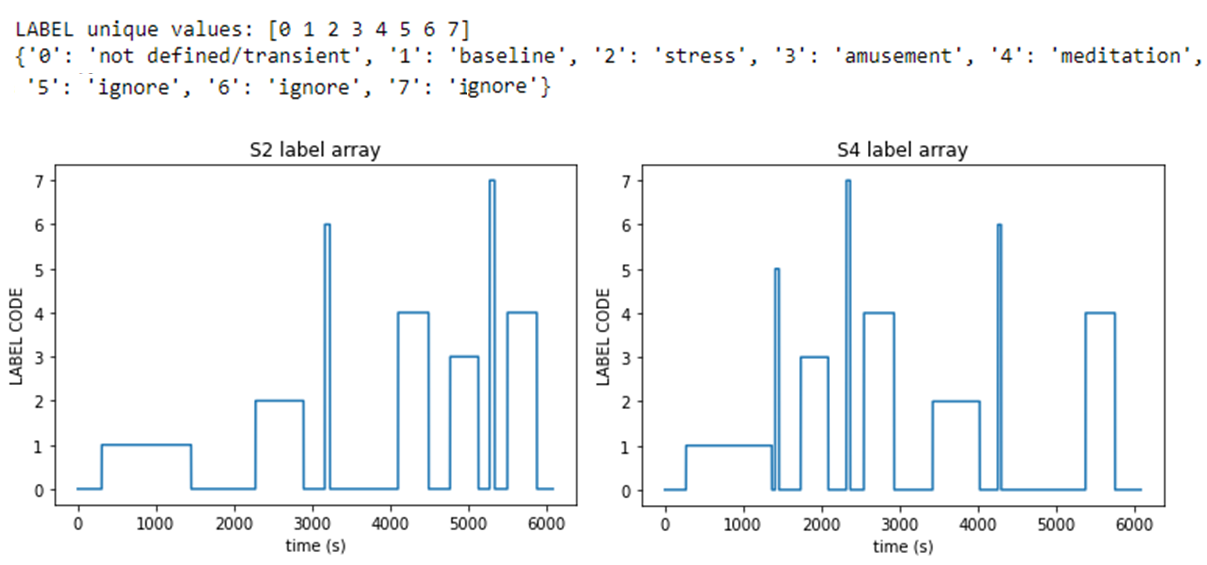 LABEL unique values: [0 1 2 3 4 5 6 7]
{'0': 'not defined/transient', '1': 'baseline', '2': 'stress', '3': 'amusement', '4': 'meditation',
'5': 'ignore', '6': 'ignore', '7': 'ignore'}
S2 label array
LABEL CODE
7
6
5
4
3
2
1
0
0 1000 2000 3000 4000 5000 6000
time (s)
S4 label array
LABEL CODE
7
6
5
4
3
2
1
0
0 1000 2000 3000 4000 5000 6000
time (s)